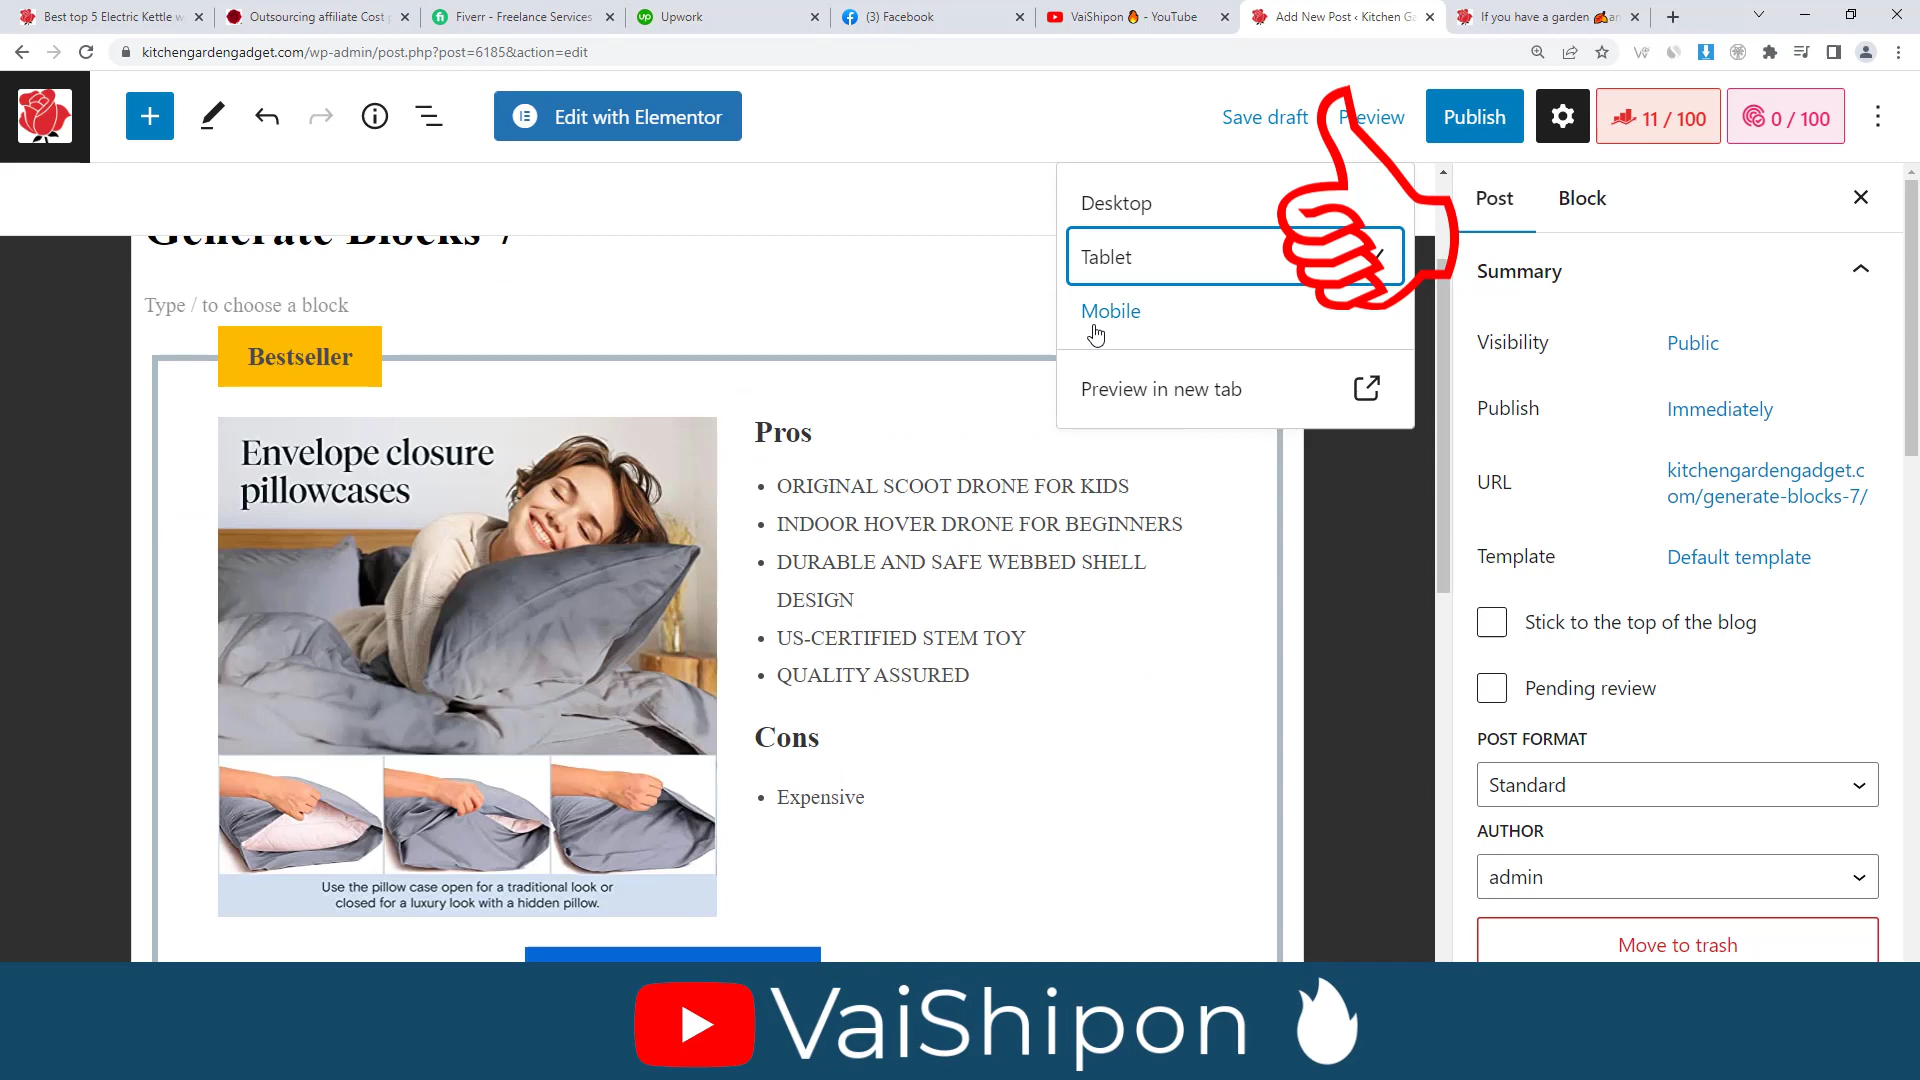 Best top 5 Electric Kettle w
Outsourcing affiliate Cost p
Fiverr - Freelance Services
Upwork
(3) Facebook
VaiShipon 🔥 - YouTube
Add New Post ‹ Kitchen Ga
If you have a garden 🍂an
kitchengardengadget.com/wp-admin/post.php?post=6185&action=edit
Edit with Elementor
Save draft
Preview
Publish
11 / 100
0 / 100
Generate Blocks 7
Type / to choose a block
Desktop
Tablet
Mobile
Preview in new tab
Bestseller
Envelope closure
pillowcases
Use the pillow case open for a traditional look or
closed for a luxury look with a hidden pillow.
Pros
• ORIGINAL SCOOT DRONE FOR KIDS
• INDOOR HOVER DRONE FOR BEGINNERS
• DURABLE AND SAFE WEBBED SHELL
DESIGN
• US-CERTIFIED STEM TOY
• QUALITY ASSURED
Cons
• Expensive
Post
Block
Summary
Visibility
Public
Publish
Immediately
URL
kitchengardengadget.c
om/generate-blocks-7/
Template
Default template
Stick to the top of the blog
Pending review
POST FORMAT
Standard
AUTHOR
admin
Move to trash
VaiShipon